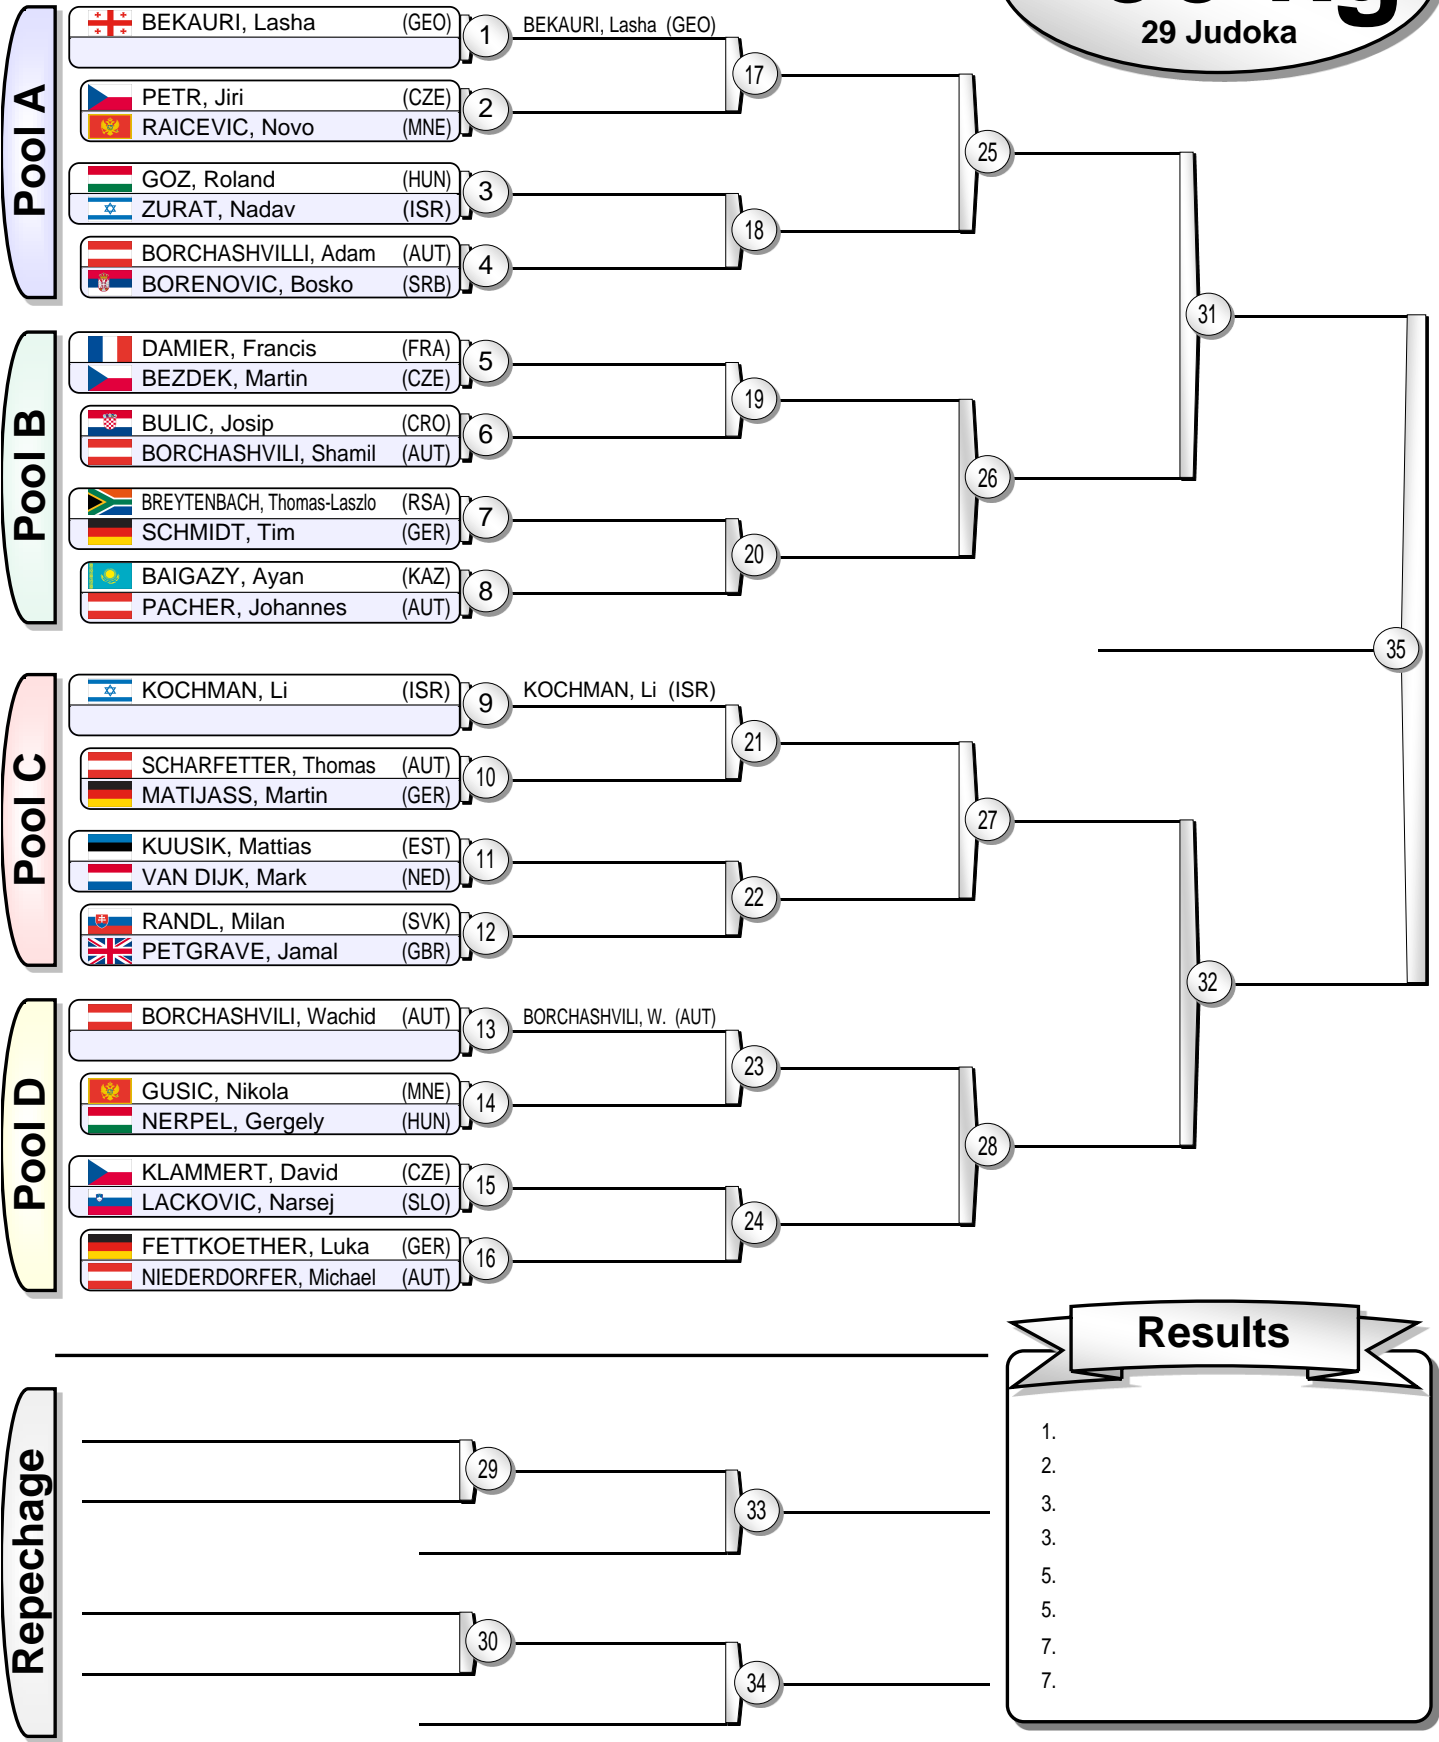 29 Judoka
Pool A
BEKAURI, Lasha (GEO) 1 BEKAURI, Lasha (GEO)
17
PETR, Jiri (CZE) 2
RAICEVIC, Novo (MNE)
25
GOZ, Roland (HUN) 3
ZURAT, Nadav (ISR)
18
BORCHASHVILLI, Adam (AUT) 4
BORENOVIC, Bosko (SRB)
31
Pool B
DAMIER, Francis (FRA) 5
BEZDEK, Martin (CZE)
19
BULIC, Josip (CRO) 6
BORCHASHVILI, Shamil (AUT)
26
BREYTENBACH, Thomas-Laszlo (RSA) 7
SCHMIDT, Tim (GER)
20
BAIGAZY, Ayan (KAZ) 8
PACHER, Johannes (AUT)
35
Pool C
KOCHMAN, Li (ISR) 9 KOCHMAN, Li (ISR)
21
SCHARFETTER, Thomas (AUT) 10
MATIJASS, Martin (GER)
27
KUUSIK, Mattias (EST) 11
VAN DIJK, Mark (NED)
22
RANDL, Milan (SVK) 12
PETGRAVE, Jamal (GBR)
32
Pool D
BORCHASHVILI, Wachid (AUT) 13 BORCHASHVILI, W. (AUT)
23
GUSIC, Nikola (MNE) 14
NERPEL, Gergely (HUN)
28
KLAMMERT, David (CZE) 15
LACKOVIC, Narsej (SLO)
24
FETTKOETHER, Luka (GER) 16
NIEDERDORFER, Michael (AUT)
Repechage
29
33
30
34
Results
1.
2.
3.
3.
5.
5.
7.
7.